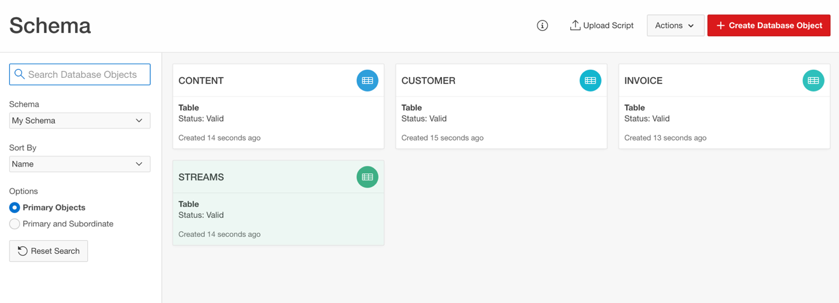 Schema
Upload Script
Actions
Create Database Object
Search Database Objects
Schema
My Schema
Sort By
Name
Options
Primary Objects
Primary and Subordinate
Reset Search
CONTENT
Table
Status: Valid
Created 14 seconds ago
CUSTOMER
Table
Status: Valid
Created 15 seconds ago
INVOICE
Table
Status: Valid
Created 13 seconds ago
STREAMS
Table
Status: Valid
Created 14 seconds ago